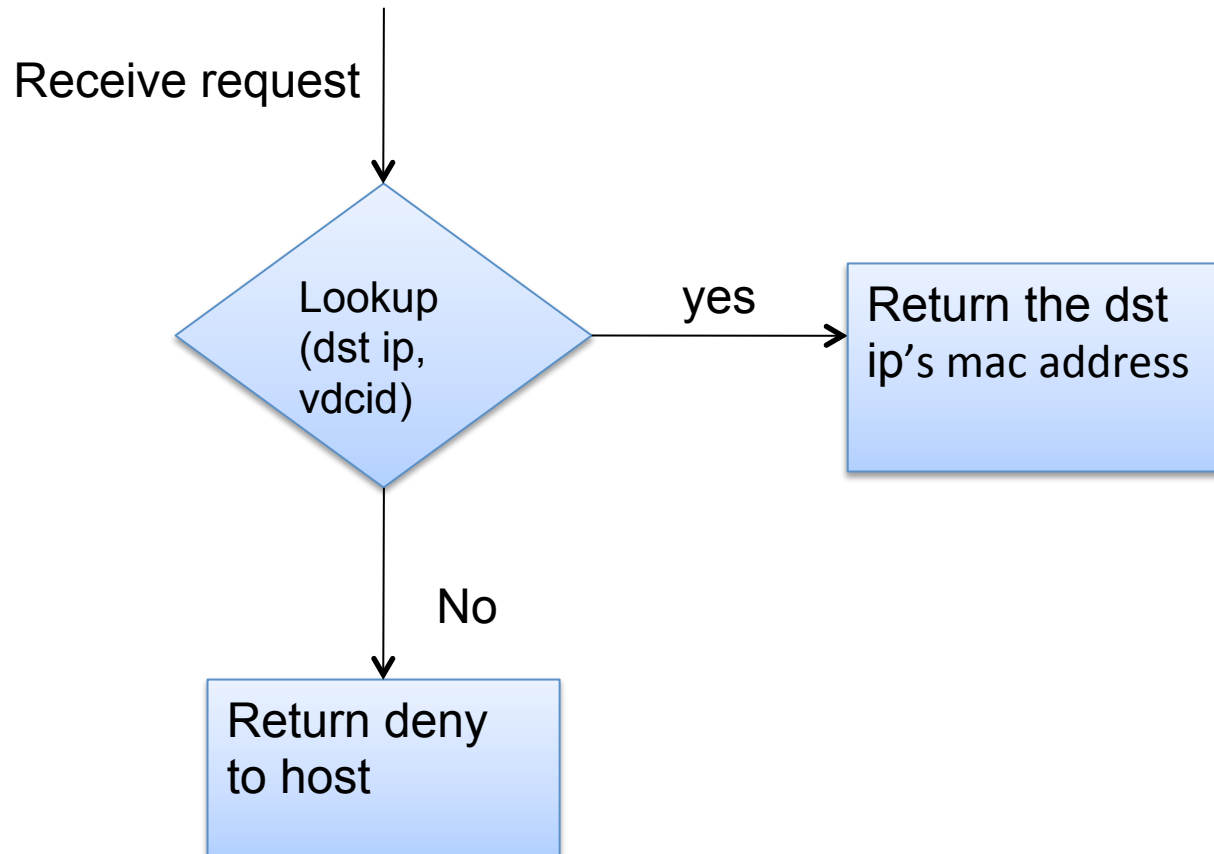 Receive request
Lookup
(dst ip,
vdcid)
yes
Return the dst
ip’s mac address
No
Return deny
to host